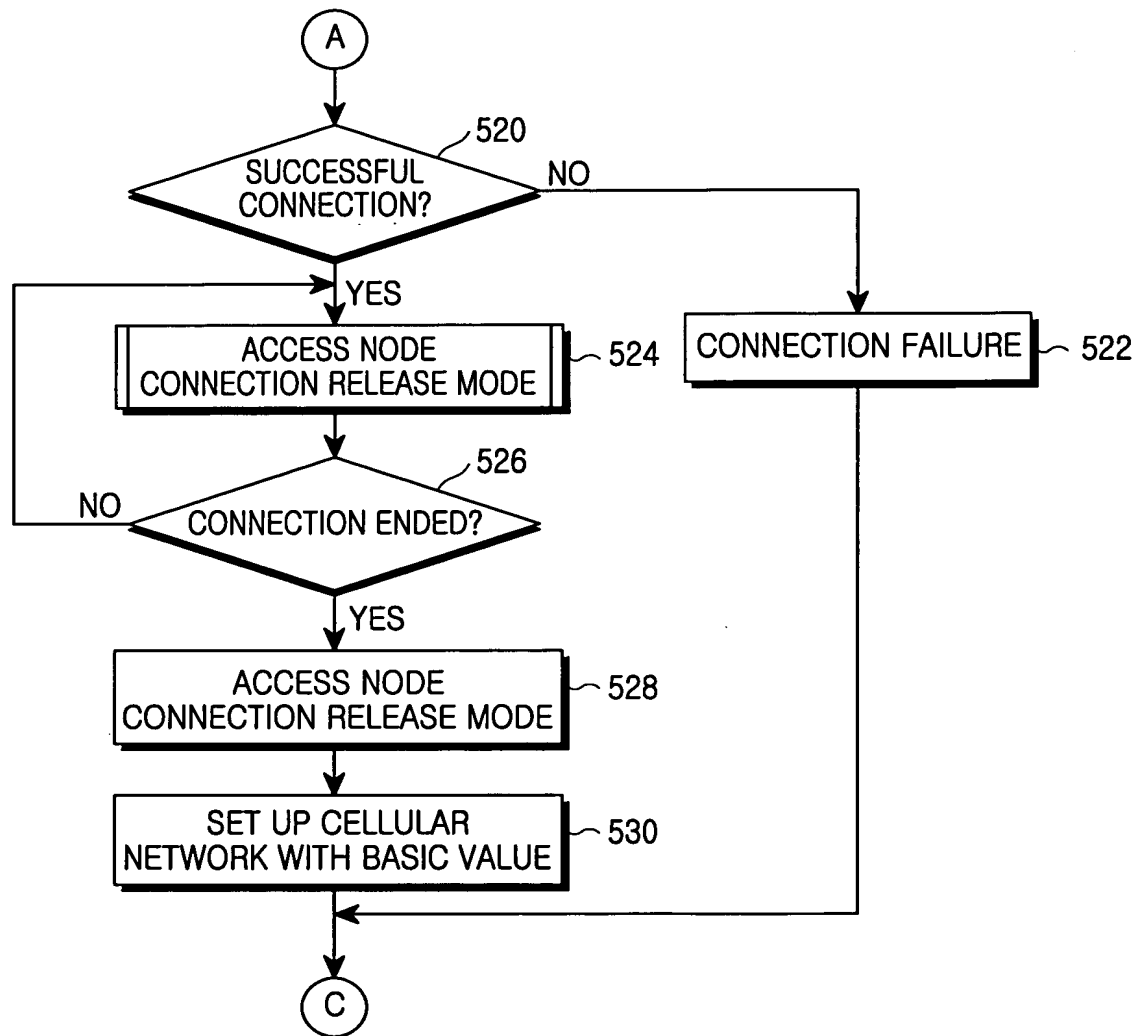 A
520
SUCCESSFUL
CONNECTION?
NO
YES
ACCESS NODE
CONNECTION RELEASE MODE
524
CONNECTION FAILURE
522
526
NO
CONNECTION ENDED?
YES
ACCESS NODE
CONNECTION RELEASE MODE
528
SET UP CELLULAR
NETWORK WITH BASIC VALUE
530
C